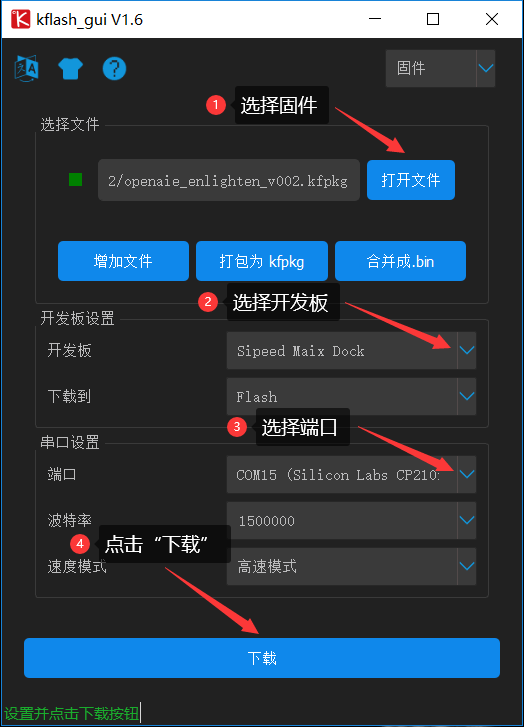 kflash_gui V1.6
固件
1 选择固件
选择文件
2/openaie_enlighten_v002.kfpkg
打开文件
增加文件
打包为 kfpkg
合并成.bin
2 选择开发板
开发板设置
开发板
Sipeed Maix Dock
下载到
Flash
3 选择端口
串口设置
端口
COM15 (Silicon Labs CP210
波特率
1500000
4 点击“下载”
速度模式
高速模式
下载
设置并点击下载按钮